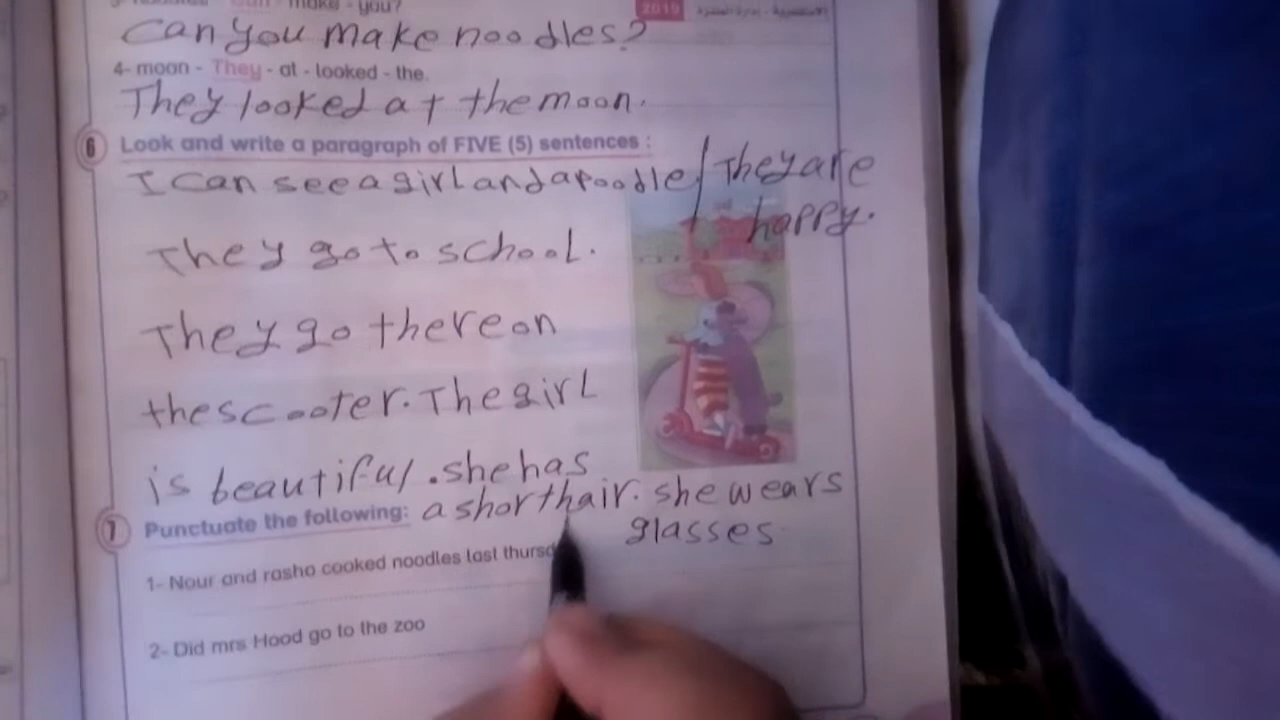 make - you?
2019
Can you make noodles?
4- moon - They - at - looked - the.
They looked at the moon.
6 Look and write a paragraph of FIVE (5) sentences :
I can see a girl and a poodle / They are
happy.
They go to school.
They go there on
the scooter. The girl
is beautiful. she has
a short hair. she wears
glasses.
7 Punctuate the following:
1- Nour and rasha cooked noodles last thursd
2- Did mrs Hood go to the zoo